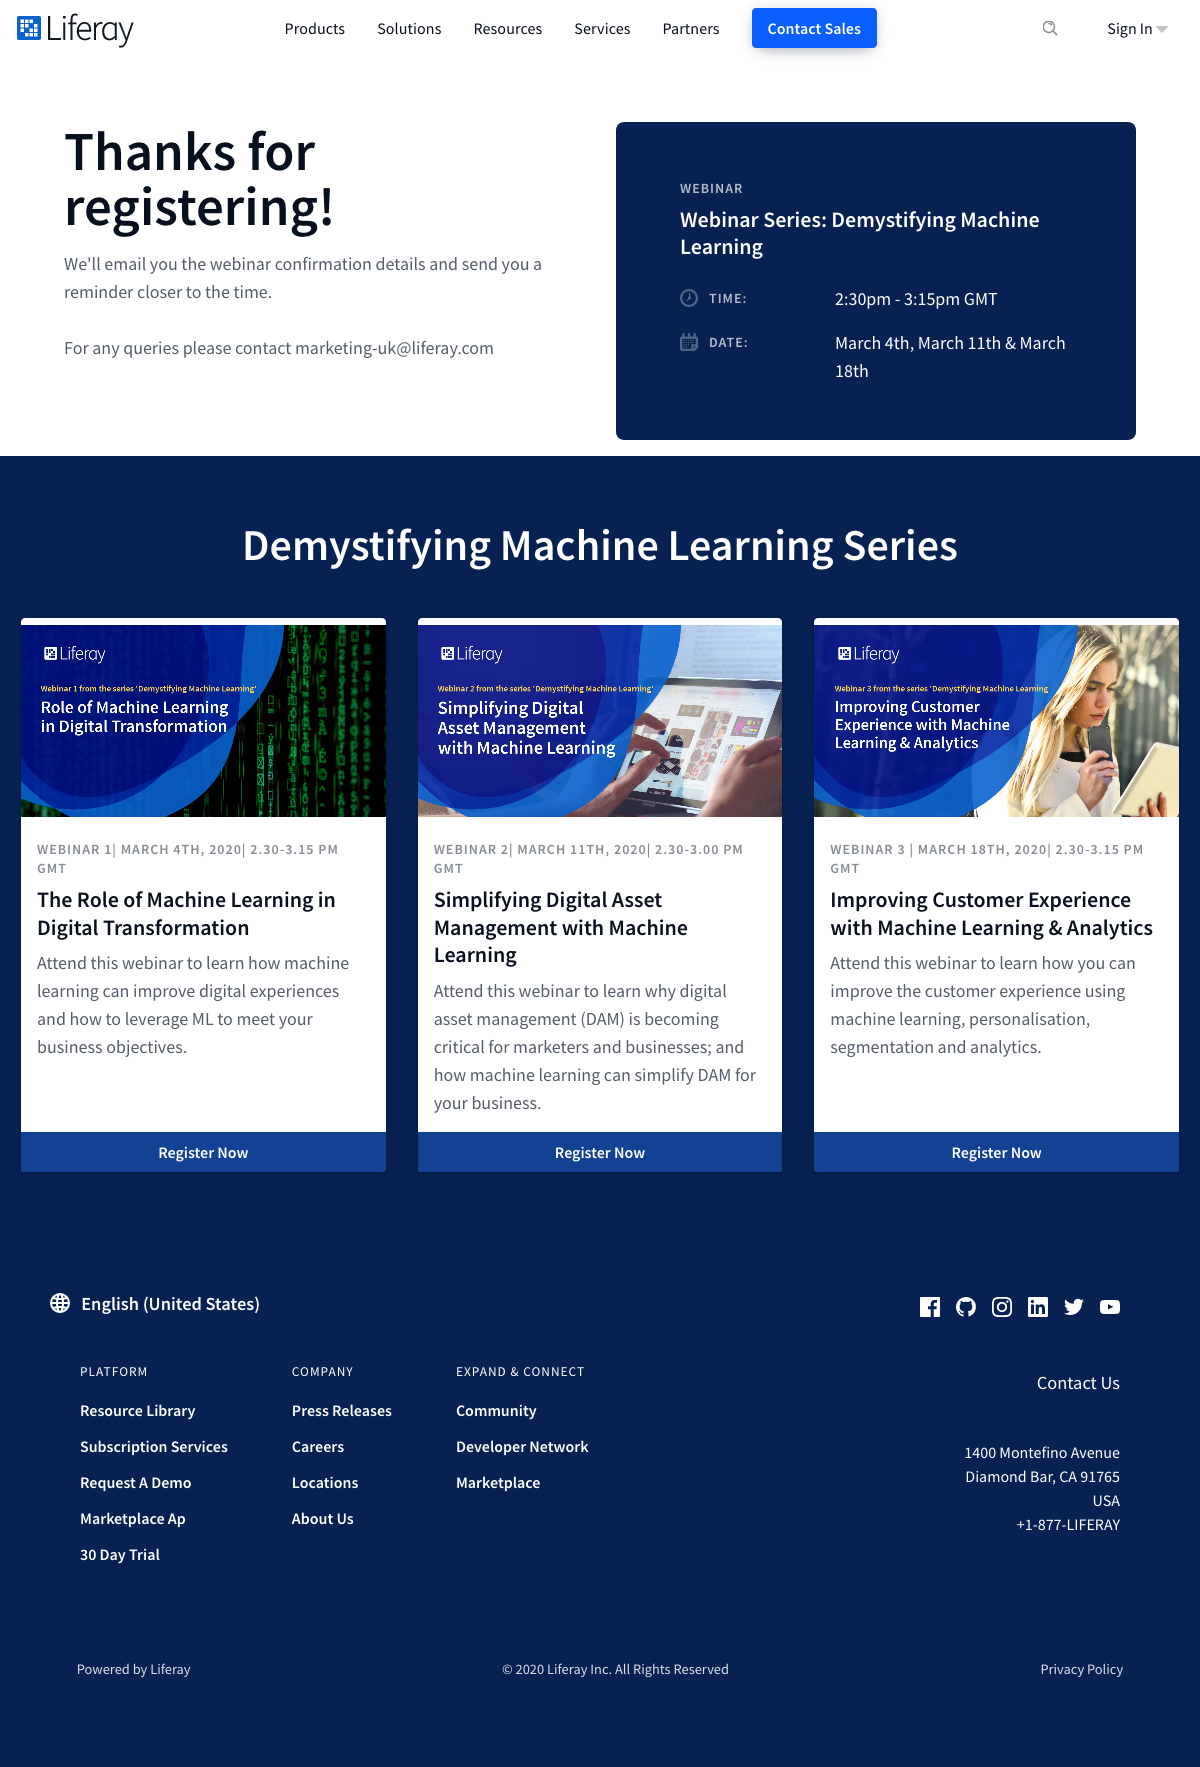 Liferay
Products
Solutions
Resources
Services
Partners
Contact Sales
Sign In
Thanks for
registering!
We'll email you the webinar confirmation details and send you a
reminder closer to the time.
For any queries please contact marketing-uk@liferay.com
WEBINAR
Webinar Series: Demystifying Machine
Learning
TIME:
2:30pm - 3:15pm GMT
DATE:
March 4th, March 11th & March
18th
Demystifying Machine Learning Series
Liferay
Webinar 1 from the series 'Demystifying Machine Learning'
Role of Machine Learning
in Digital Transformation
WEBINAR 1| MARCH 4TH, 2020| 2.30-3.15 PM
GMT
The Role of Machine Learning in
Digital Transformation
Attend this webinar to learn how machine
learning can improve digital experiences
and how to leverage ML to meet your
business objectives.
Register Now
Liferay
Webinar 2 from the series 'Demystifying Machine Learning'
Simplifying Digital
Asset Management
with Machine Learning
WEBINAR 2| MARCH 11TH, 2020| 2.30-3.00 PM
GMT
Simplifying Digital Asset
Management with Machine
Learning
Attend this webinar to learn why digital
asset management (DAM) is becoming
critical for marketers and businesses; and
how machine learning can simplify DAM for
your business.
Register Now
Liferay
Webinar 3 from the series 'Demystifying Machine Learning
Improving Customer
Experience with Machine
Learning & Analytics
WEBINAR 3 | MARCH 18TH, 2020| 2.30-3.15 PM
GMT
Improving Customer Experience
with Machine Learning & Analytics
Attend this webinar to learn how you can
improve the customer experience using
machine learning, personalisation,
segmentation and analytics.
Register Now
English (United States)
PLATFORM
Resource Library
Subscription Services
Request A Demo
Marketplace Ap
30 Day Trial
COMPANY
Press Releases
Careers
Locations
About Us
EXPAND & CONNECT
Community
Developer Network
Marketplace
Contact Us
1400 Montefino Avenue
Diamond Bar, CA 91765
USA
+1-877-LIFERAY
Powered by Liferay
© 2020 Liferay Inc. All Rights Reserved
Privacy Policy